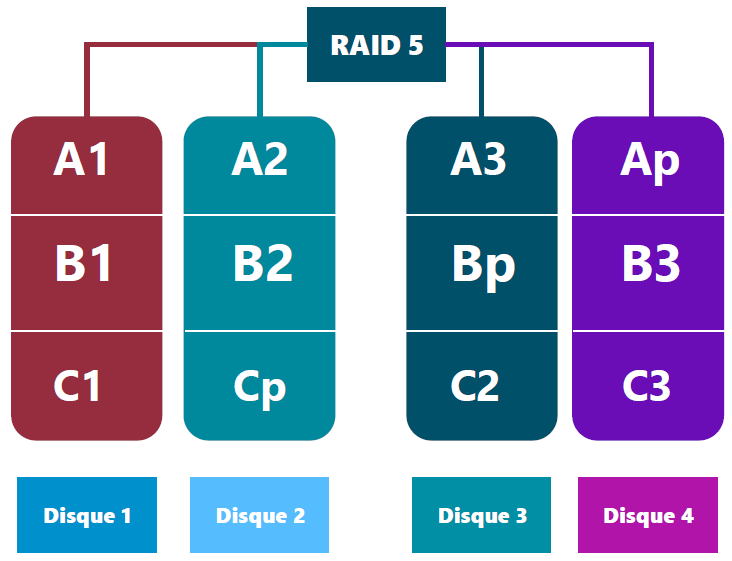 RAID 5
A1 A2 A3 Ap
B1 B2 Bp B3
C1 Cp C2 C3
Disque 1 Disque 2 Disque 3 Disque 4